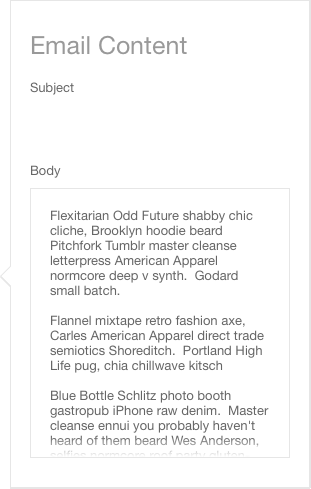 Email Content
Subject
Body
Flexitarian Odd Future shabby chic
cliche, Brooklyn hoodie beard
Pitchfork Tumblr master cleanse
letterpress American Apparel
normcore deep v synth.  Godard
small batch.
Flannel mixtape retro fashion axe,
Carles American Apparel direct trade
semiotics Shoreditch.  Portland High
Life pug, chia chillwave kitsch
Blue Bottle Schlitz photo booth
gastropub iPhone raw denim.  Master
cleanse ennui you probably haven't
heard of them beard Wes Anderson,